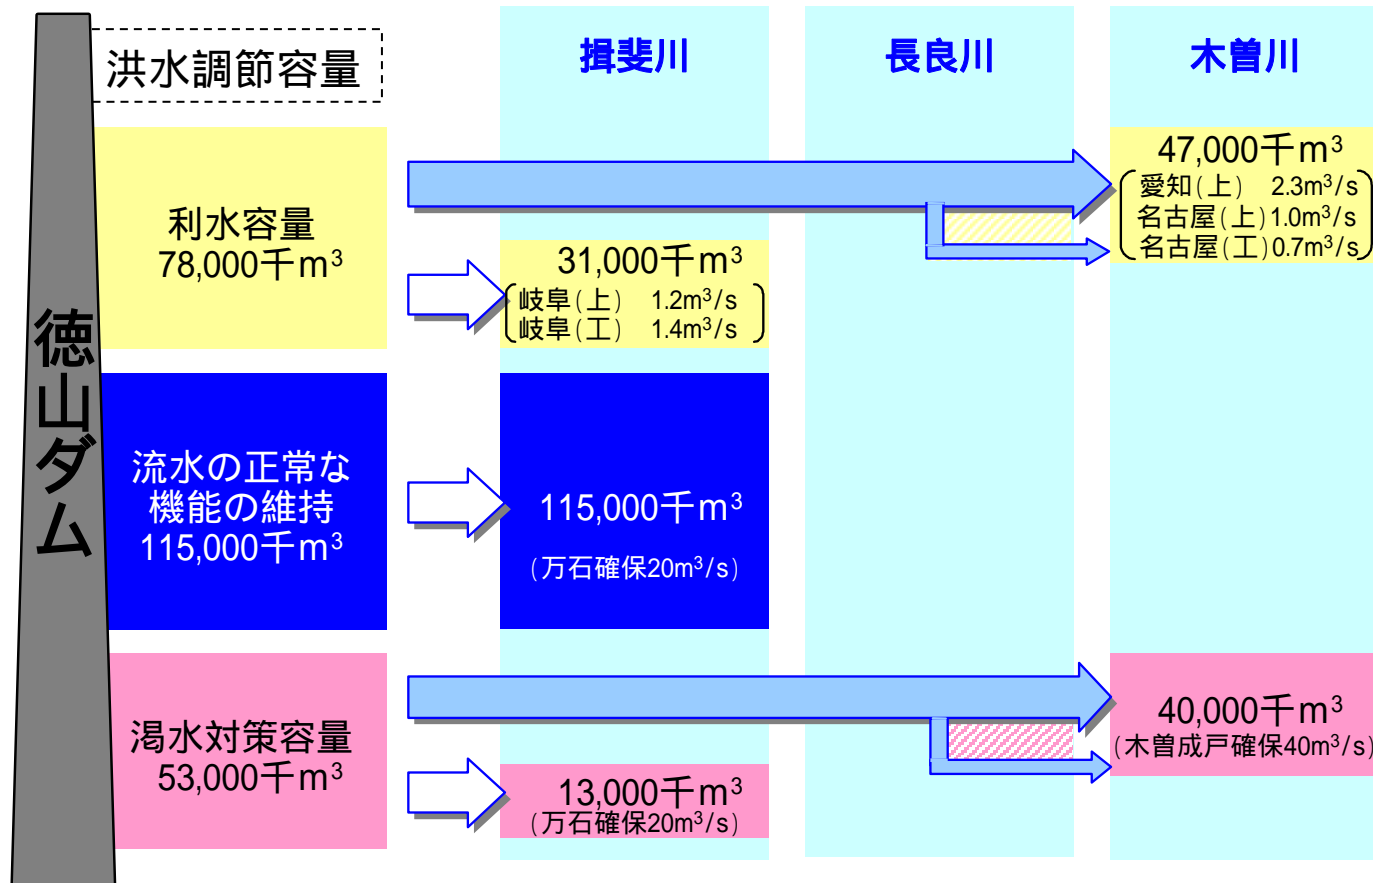 徳山ダム
洪水調節容量
揖斐川
長良川
木曽川
利水容量
78,000千m³
47,000千m³
愛知(上) 2.3m³/s
名古屋(上)1.0m³/s
名古屋(工)0.7m³/s
31,000千m³
岐阜(上) 1.2m³/s
岐阜(工) 1.4m³/s
流水の正常な
機能の維持
115,000千m³
115,000千m³
(万石確保20m³/s)
渇水対策容量
53,000千m³
40,000千m³
(木曽成戸確保40m³/s)
13,000千m³
(万石確保20m³/s)